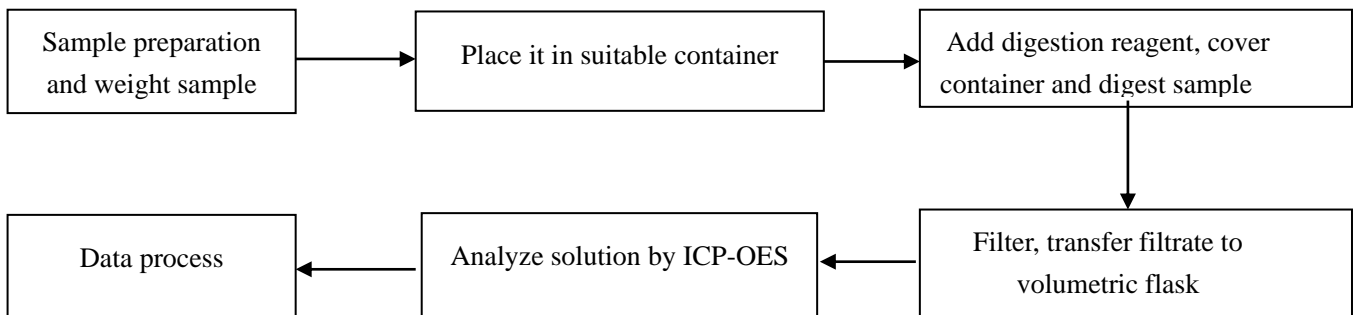 Sample preparation
and weight sample
Place it in suitable container
Add digestion reagent, cover
container and digest sample
Filter, transfer filtrate to
volumetric flask
Analyze solution by ICP-OES
Data process